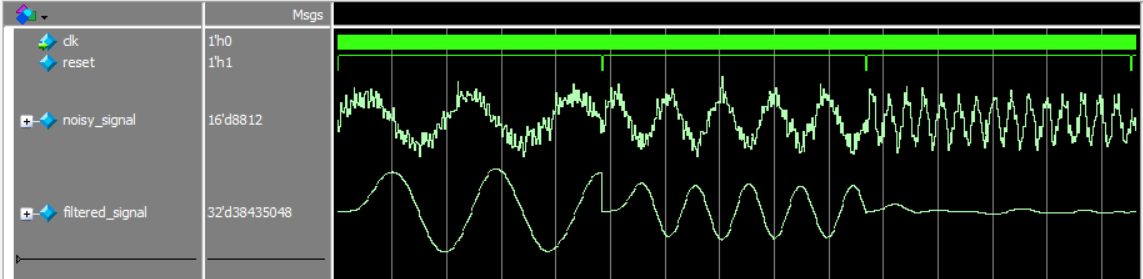 Msgs
clk 1'h0
reset 1'h1
noisy_signal 16'd8812
filtered_signal 32'd38435048